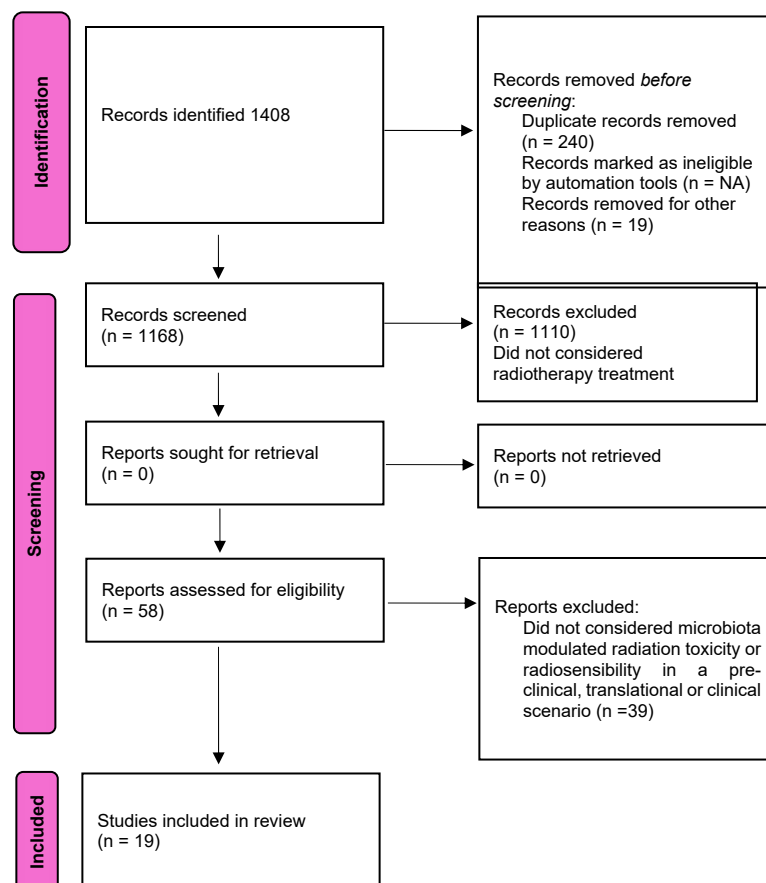 Identification
Records identified 1408
Records removed before
screening:
Duplicate records removed
(n = 240)
Records marked as ineligible
by automation tools (n = NA)
Records removed for other
reasons (n = 19)
Screening
Records screened
(n = 1168)
Records excluded
(n = 1110)
Did not considered
radiotherapy treatment
Reports sought for retrieval
(n = 0)
Reports not retrieved
(n = 0)
Reports assessed for eligibility
(n = 58)
Reports excluded:
Did not considered microbiota
modulated radiation toxicity or
radiosensibility in a pre-
clinical, translational or clinical
scenario (n =39)
Included
Studies included in review
(n = 19)